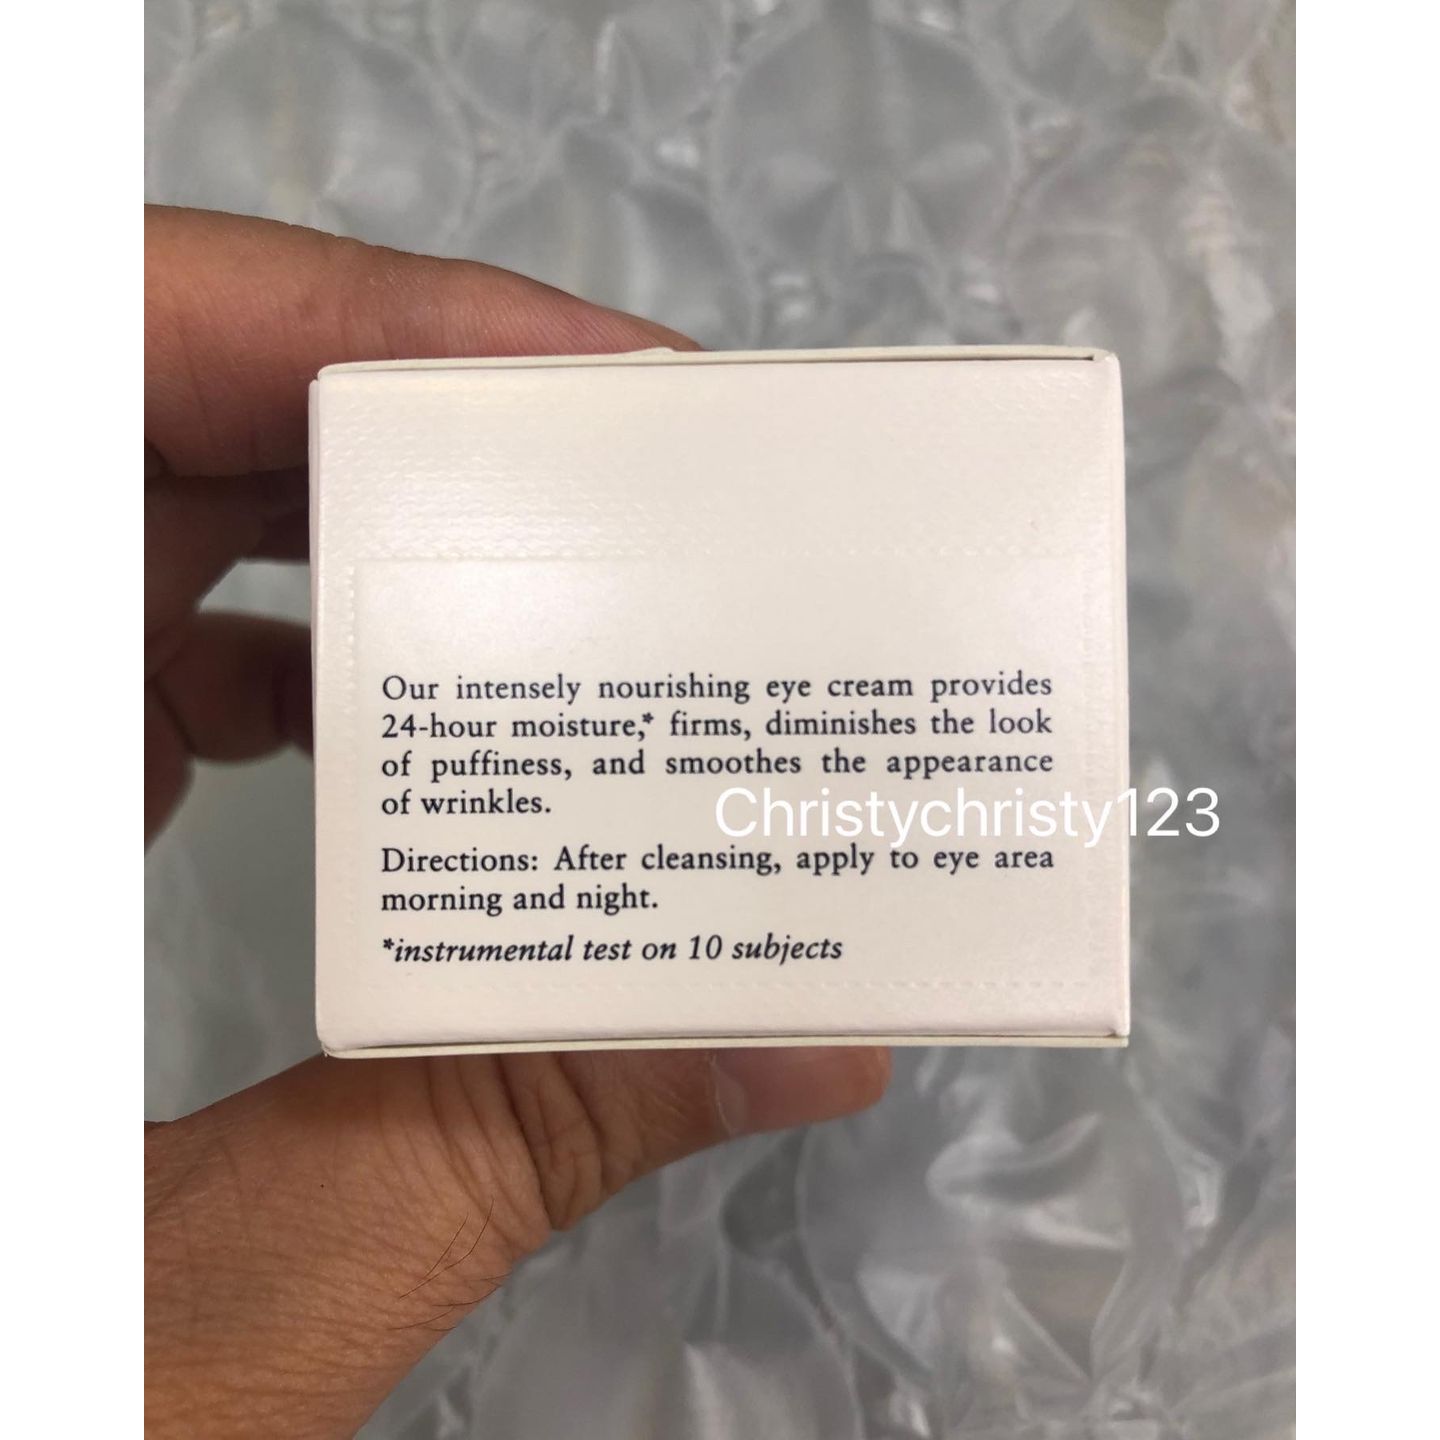 Our intensely nourishing eye cream provides
24-hour moisture,* firms, diminishes the look
of puffiness, and smoothes the appearance
of wrinkles.
Christychristy123
Directions: After cleansing, apply to eye area
morning and night.
*instrumental test on 10 subjects